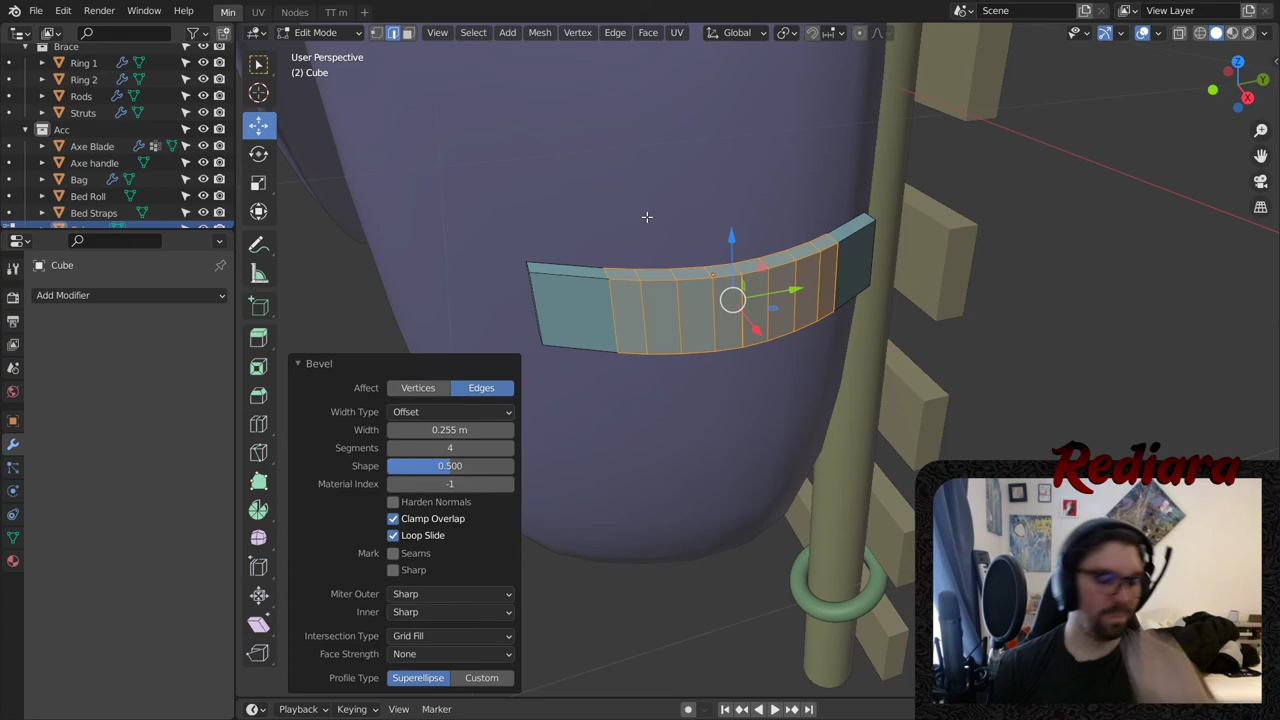 File Edit Render Window Help Min UV Nodes TT m Scene View Layer
Edit Mode View Select Add Mesh Vertex Edge Face UV Global
Brace
Ring 1
Ring 2
Rods
Struts
Acc
Axe Blade
Axe handle
Bag
Bed Roll
Bed Straps
Cube
Add Modifier
User Perspective
(2) Cube
Z
Y
X
Bevel
Affect Vertices Edges
Width Type Offset
Width 0.255 m
Segments 4
Shape 0.500
Material Index -1
Harden Normals
Clamp Overlap
Loop Slide
Mark Seams
Sharp
Miter Outer Sharp
Inner Sharp
Intersection Type Grid Fill
Face Strength None
Profile Type Superellipse Custom
Playback Keying View Marker
Rediara